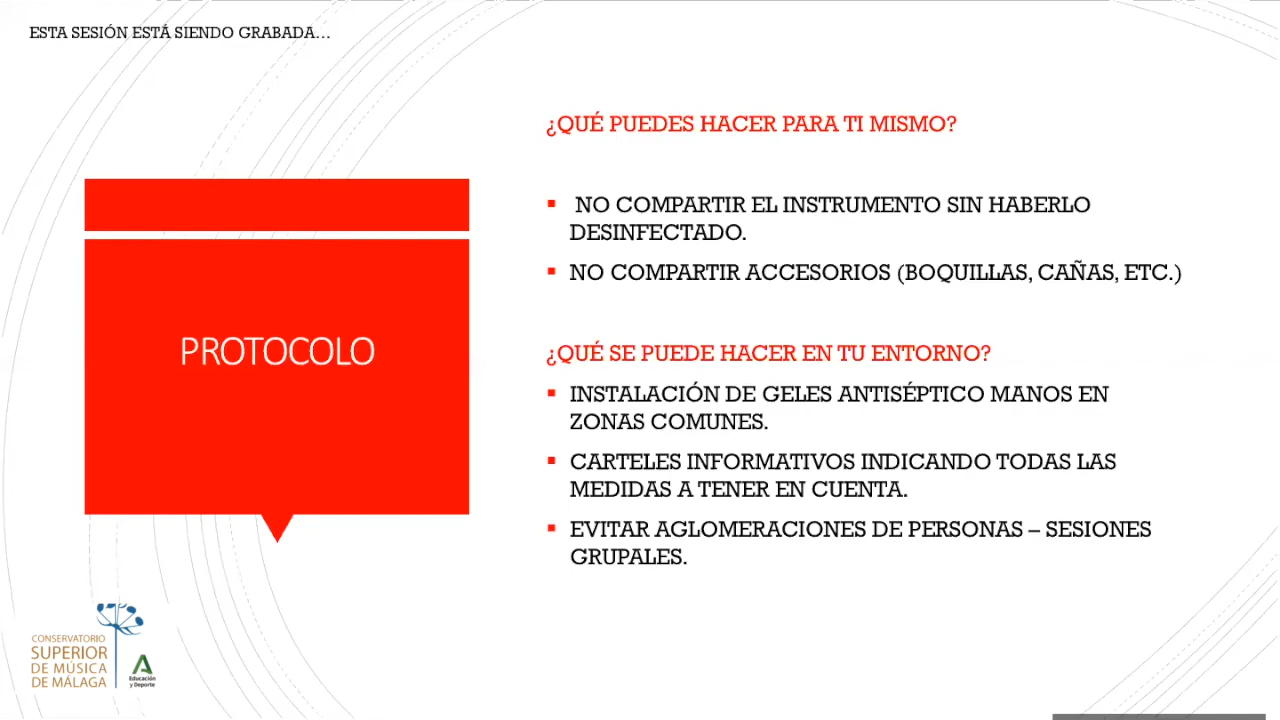 ESTA SESIÓN ESTÁ SIENDO GRABADA...
PROTOCOLO
¿QUÉ PUEDES HACER PARA TI MISMO?
▪ NO COMPARTIR EL INSTRUMENTO SIN HABERLO
DESINFECTADO.
▪ NO COMPARTIR ACCESORIOS (BOQUILLAS, CAÑAS, ETC.)
¿QUÉ SE PUEDE HACER EN TU ENTORNO?
▪ INSTALACIÓN DE GELES ANTISÉPTICO MANOS EN
ZONAS COMUNES.
▪ CARTELES INFORMATIVOS INDICANDO TODAS LAS
MEDIDAS A TENER EN CUENTA.
▪ EVITAR AGLOMERACIONES DE PERSONAS – SESIONES
GRUPALES.
CONSERVATORIO
SUPERIOR
DE MÚSICA
DE MÁLAGA
Educación
y Deporte